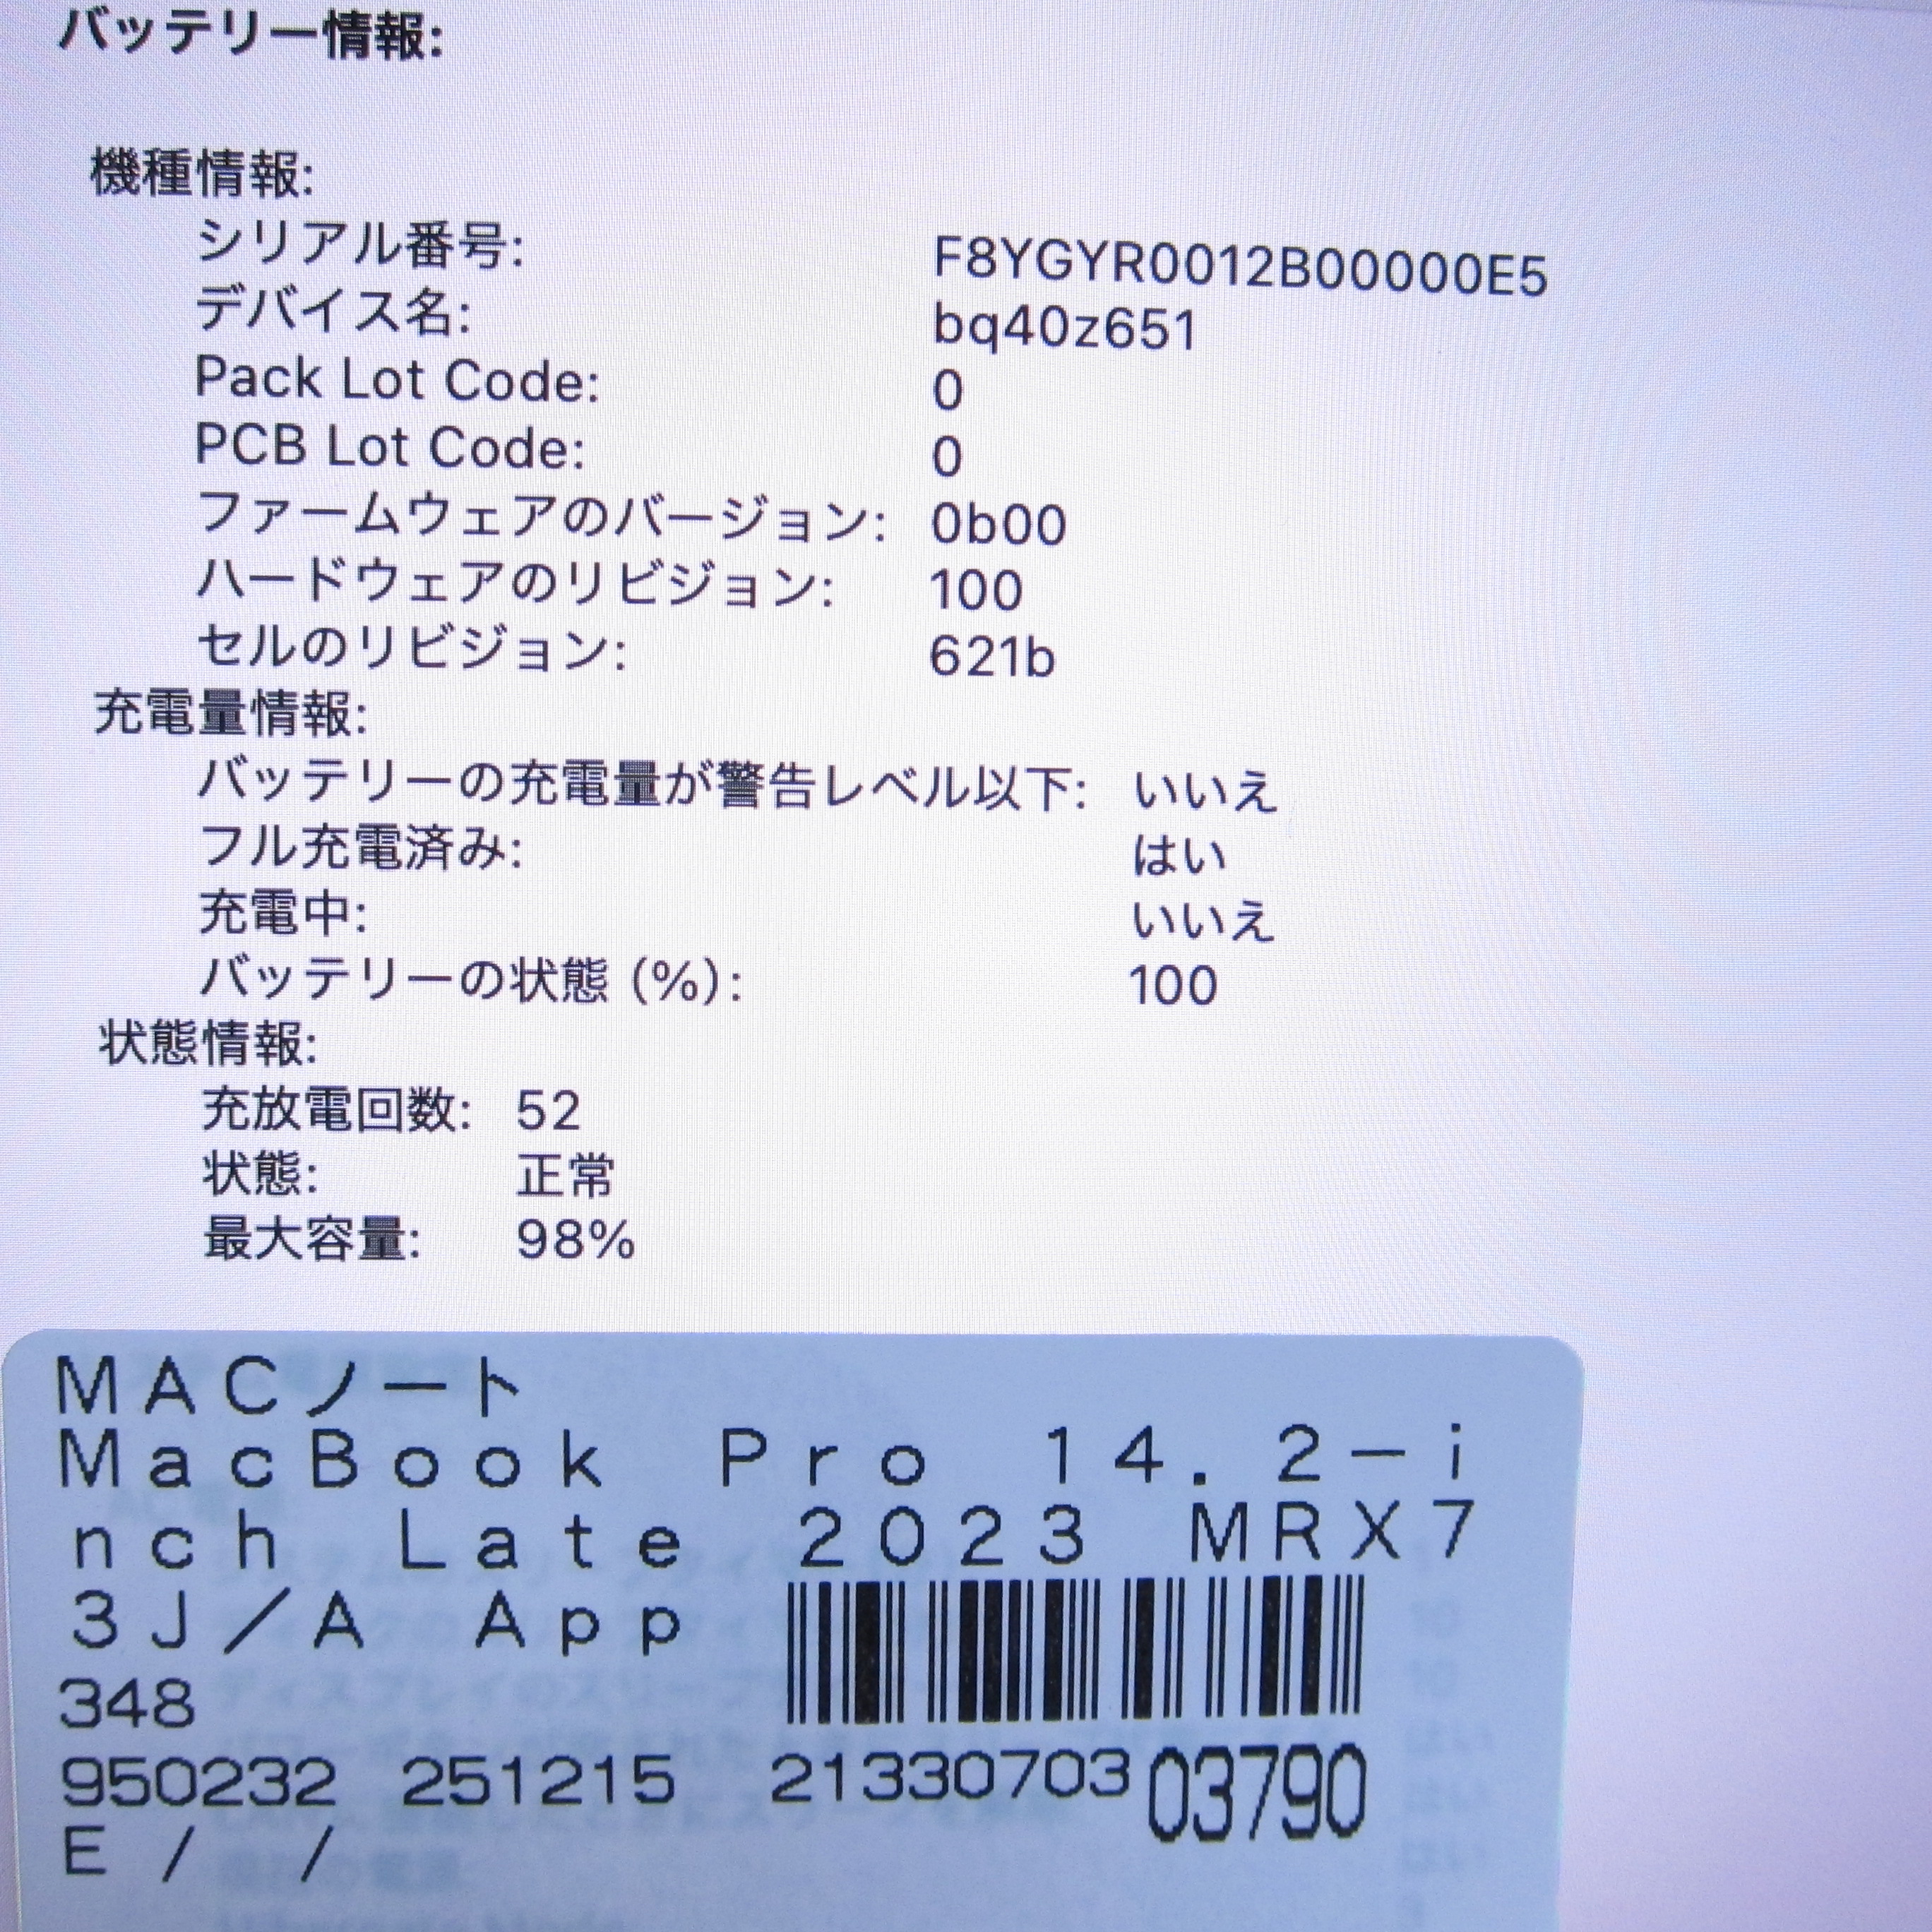 バッテリー情報:
機種情報:
シリアル番号: F8YGYR0012B00000E5
デバイス名: bq40z651
Pack Lot Code: 0
PCB Lot Code: 0
ファームウェアのバージョン: 0b00
ハードウェアのリビジョン: 100
セルのリビジョン: 621b
充電量情報:
バッテリーの充電量が警告レベル以下: いいえ
フル充電済み: はい
充電中: いいえ
バッテリーの状態 (%): 100
状態情報:
充放電回数: 52
状態: 正常
最大容量: 98%
MACノート
MacBook Pro 14.2-i
nch Late 2023 MRX7
3J/A App
348
950232 251215 21330703 03790
E / /